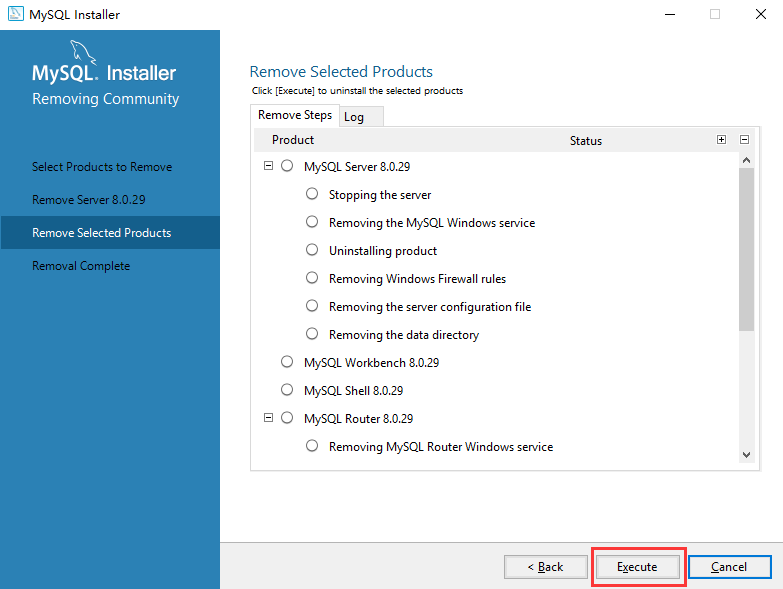 MySQL Installer
MySQL. Installer
Removing Community
Select Products to Remove
Remove Server 8.0.29
Remove Selected Products
Removal Complete
Remove Selected Products
Click [Execute] to uninstall the selected products
Remove Steps Log
Product Status
MySQL Server 8.0.29
Stopping the server
Removing the MySQL Windows service
Uninstalling product
Removing Windows Firewall rules
Removing the server configuration file
Removing the data directory
MySQL Workbench 8.0.29
MySQL Shell 8.0.29
MySQL Router 8.0.29
Removing MySQL Router Windows service
< Back Execute Cancel